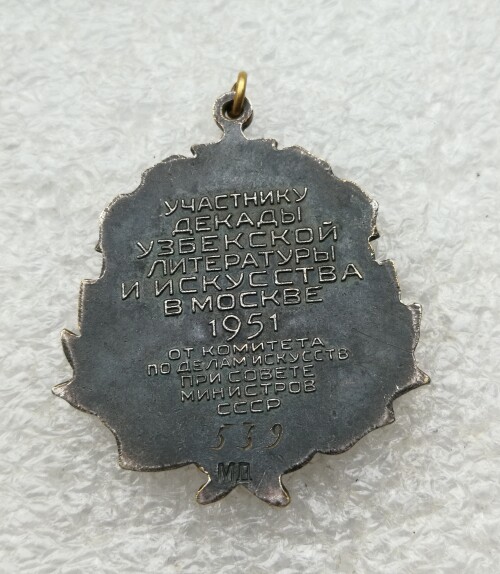 УЧАСТНИКУ
ДЕКАДЫ
УЗБЕКСКОЙ
ЛИТЕРАТУРЫ
И ИСКУССТВА
В МОСКВЕ
1951
ОТ КОМИТЕТА
ПО ДЕЛАМ ИСКУССТВ
ПРИ СОВЕТЕ
МИНИСТРОВ
СССР
539
МД